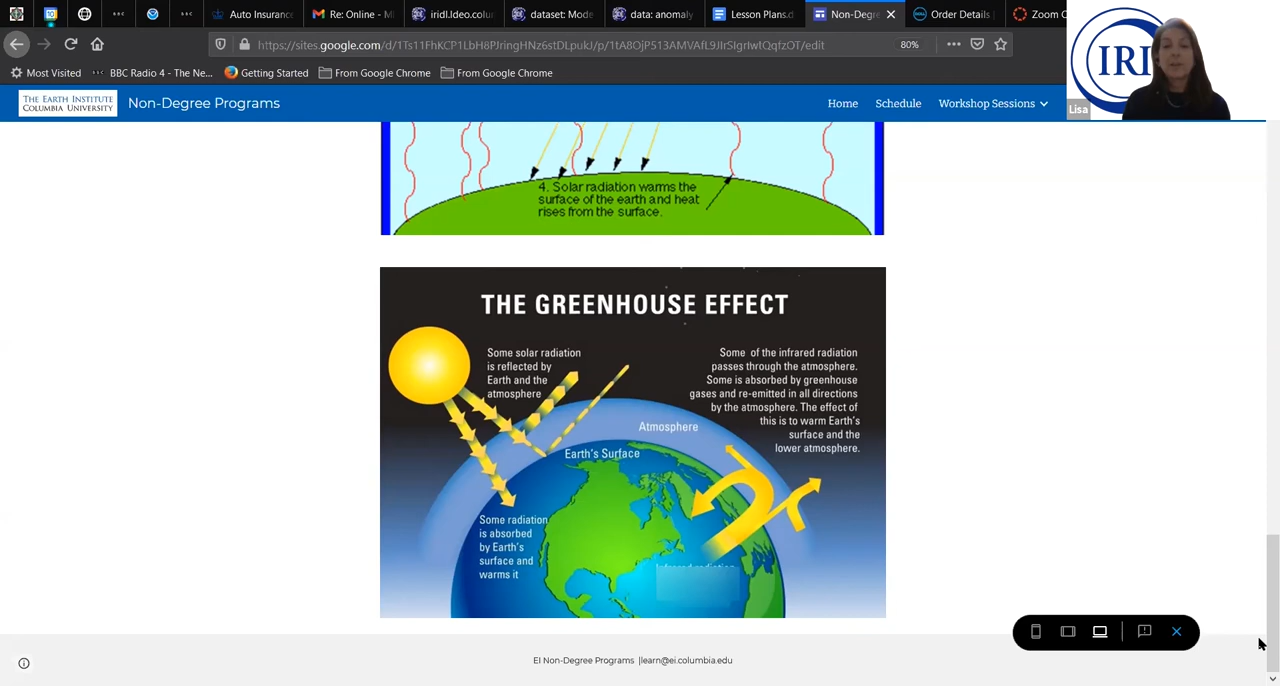 Auto Insurance
Re: Online - M
iridl.ldeo.colum
dataset: Mode
data: anomaly
Lesson Plans.d
Non-Degre
Order Details
Zoom C
https://sites.google.com/d/1Ts11FhKCP1LbH8PJringHNz6stDLpukJ/p/1tA8OjP513AMVAfL9JIrSIgrIw1QqfzOT/edit
80%
Most Visited
BBC Radio 4 - The Ne...
Getting Started
From Google Chrome
From Google Chrome
IRI
Lisa
THE EARTH INSTITUTE
COLUMBIA UNIVERSITY
Non-Degree Programs
Home
Schedule
Workshop Sessions
4. Solar radiation warms the
surface of the earth and heat
rises from the surface.
THE GREENHOUSE EFFECT
Some solar radiation
is reflected by
Earth and the
atmosphere
Some of the infrared radiation
passes through the atmosphere.
Some is absorbed by greenhouse
gases and re-emitted in all directions
by the atmosphere. The effect of
this is to warm Earth's
surface and the
lower atmosphere.
Atmosphere
Earth's Surface
Some radiation
is absorbed
by Earth's
surface and
warms it
EI Non-Degree Programs |learn@ei.columbia.edu